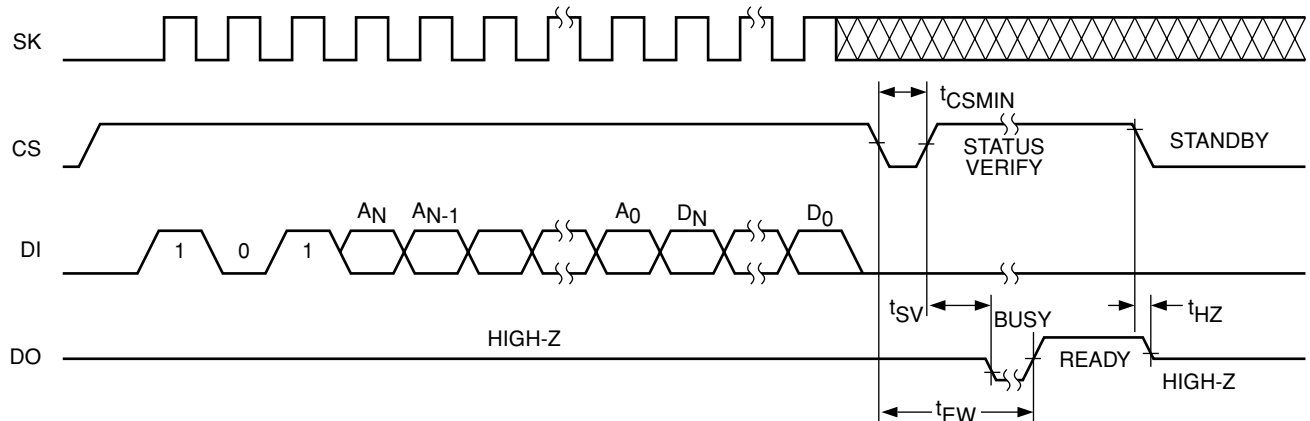 SK
tCSMIN
CS
STATUS
VERIFY
STANDBY
AN AN-1 A0 DN D0
DI 1 0 1
tSV BUSY tHZ
HIGH-Z
DO READY
HIGH-Z
tEW